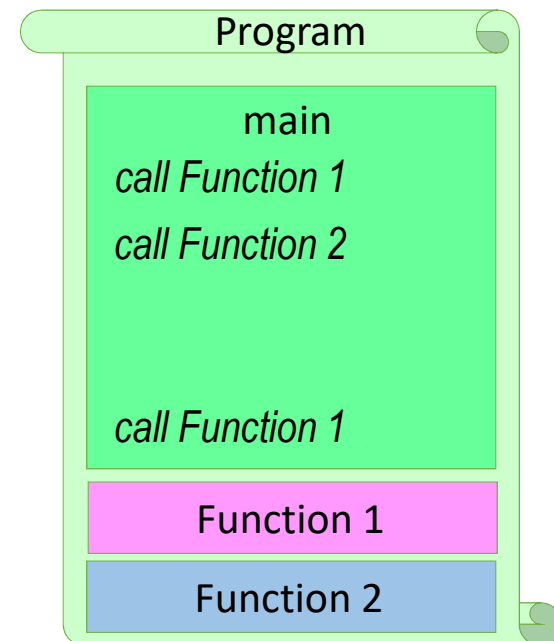 Program
main
call Function 1
call Function 2
call Function 1
Function 1
Function 2